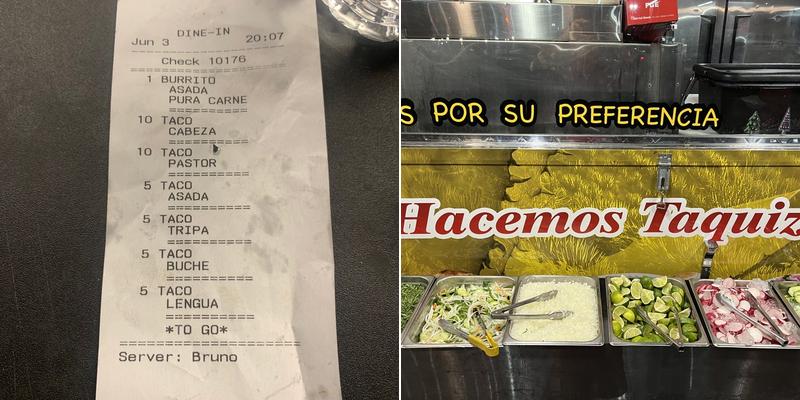 DINE-IN
Jun 3 20:07
Check 10176
1 BURRITO
ASADA
PURA CARNE
10 TACO
CABEZA
10 TACO
PASTOR
5 TACO
ASADA
5 TACO
TRIPA
5 TACO
BUCHE
5 TACO
LENGUA
*TO GO*
Server: Bruno
PGE
S POR SU PREFERENCIA
Hacemos Taquiz